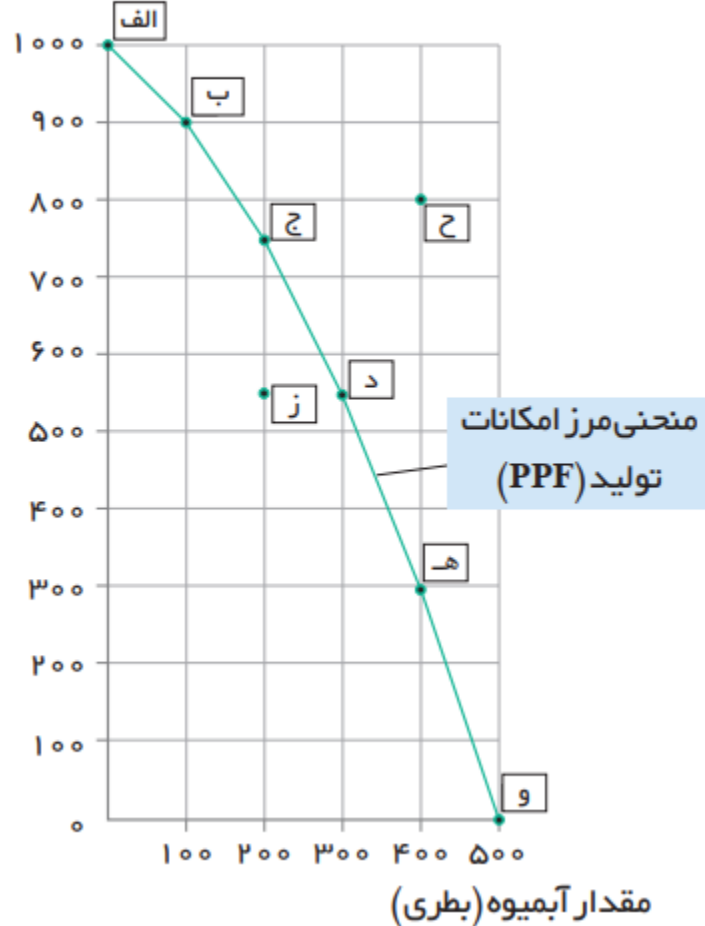 الف
۱۰۰۰
ب
۹۰۰
ح
۸۰۰
ج
۷۰۰
۶۰۰
د
ز
۵۰۰
منحنی‌مرز امکانات
تولید (PPF)
۴۰۰
هـ
۳۰۰
۲۰۰
۱۰۰
و
۰
۱۰۰ ۲۰۰ ۳۰۰ ۴۰۰ ۵۰۰
مقدار آبمیوه (بطری)